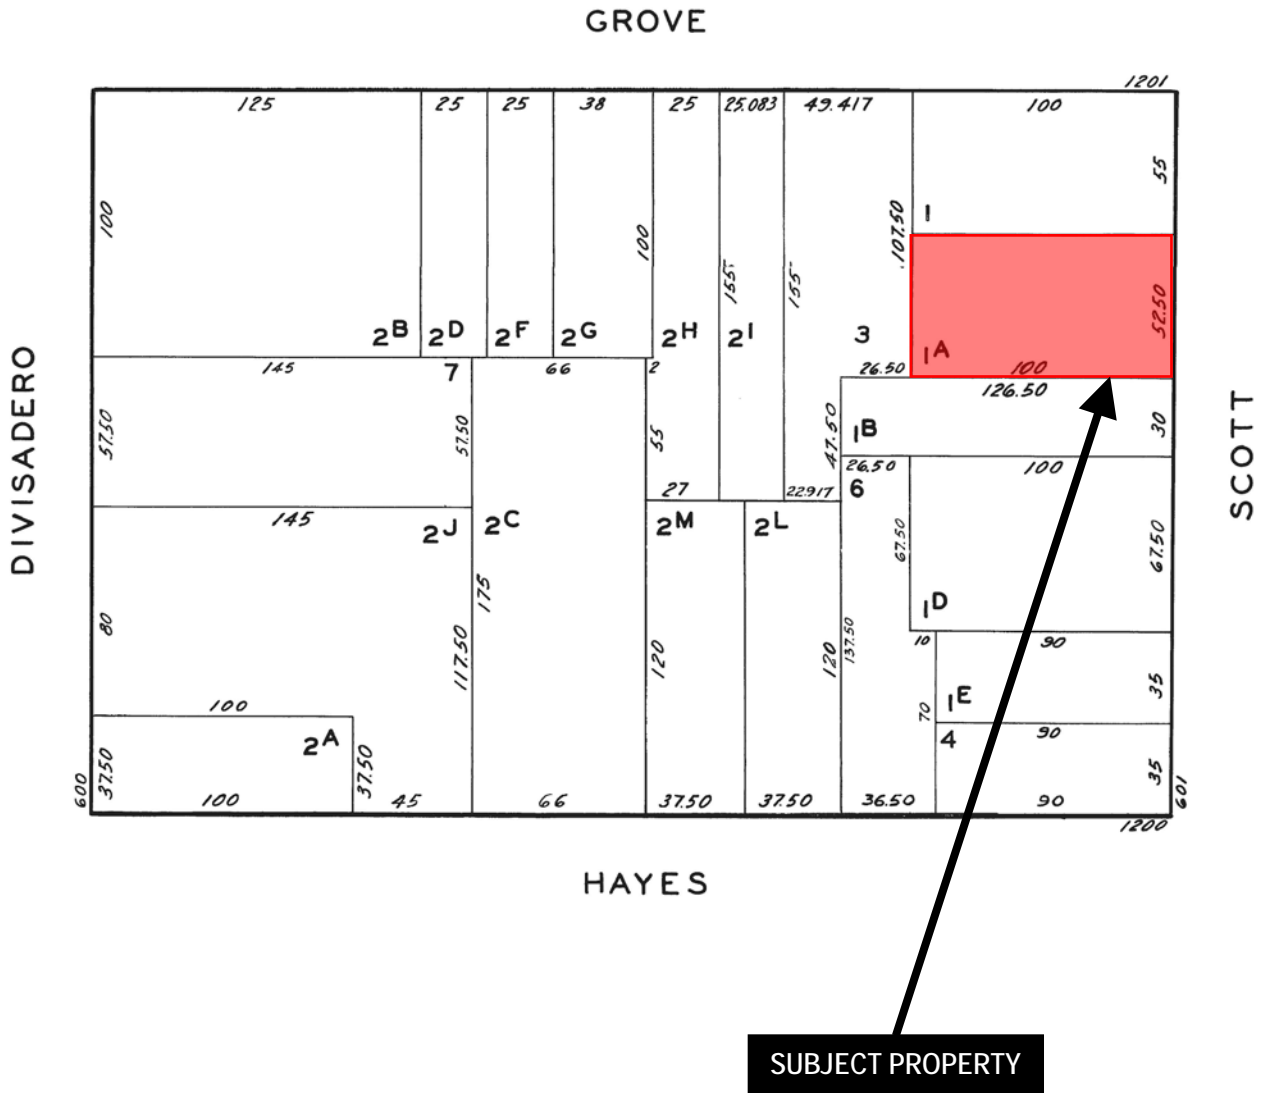 GROVE
1201
125 25 25 38 25 25.083 49.417 100
55
100
107.50
1
100
155
155
52.50
2B 2D 2F 2G 2H 2I 3
1A
145 7 66 2 26.50 100
126.50
DIVISADERO
SCOTT
57.50 57.50 55 47.50 1B 30
26.50 100
27 22.917 6
145 2J 2C 2M 2L
67.50 67.50
175
1D
80
117.50 120 120 137.50
10 90
35
1E
100
70
2A
4 90
600 37.50 37.50 35 601
100 45 66 37.50 37.50 36.50 90
1200
HAYES
SUBJECT PROPERTY